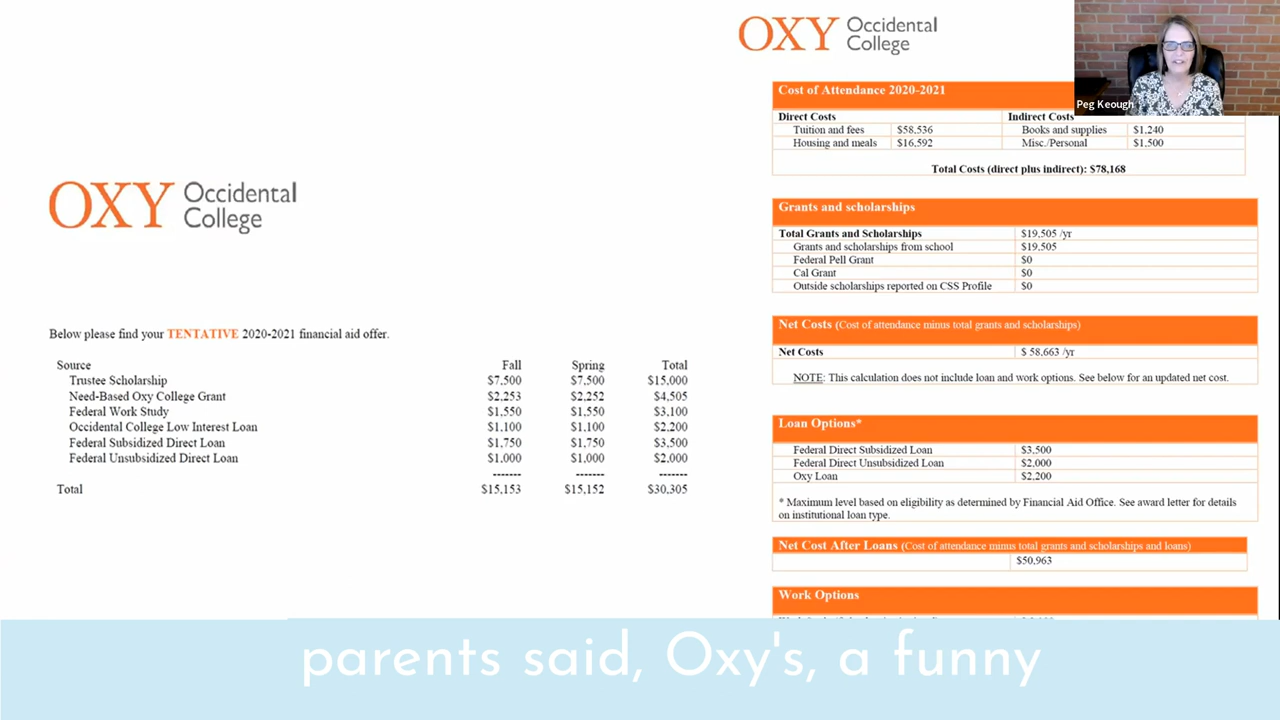 OXY Occidental
College
Peg Keough
Cost of Attendance 2020-2021
Direct Costs Indirect Costs
Tuition and fees $58,536 Books and supplies $1,240
Housing and meals $16,592 Misc./Personal $1,500
Total Costs (direct plus indirect): $78,168
OXY Occidental
College
Grants and scholarships
Total Grants and Scholarships $19,505 /yr
Grants and scholarships from school $19,505
Federal Pell Grant $0
Cal Grant $0
Outside scholarships reported on CSS Profile $0
Net Costs (Cost of attendance minus total grants and scholarships)
Net Costs $ 58,663 /yr
NOTE: This calculation does not include loan and work options. See below for an updated net cost.
Below please find your TENTATIVE 2020-2021 financial aid offer.
Source Fall Spring Total
Trustee Scholarship $7,500 $7,500 $15,000
Need-Based Oxy College Grant $2,253 $2,252 $4,505
Federal Work Study $1,550 $1,550 $3,100
Occidental College Low Interest Loan $1,100 $1,100 $2,200
Federal Subsidized Direct Loan $1,750 $1,750 $3,500
Federal Unsubsidized Direct Loan $1,000 $1,000 $2,000
------- ------- -------
Total $15,153 $15,152 $30,305
Loan Options*
Federal Direct Subsidized Loan $3,500
Federal Direct Unsubsidized Loan $2,000
Oxy Loan $2,200
* Maximum level based on eligibility as determined by Financial Aid Office. See award letter for details
on institutional loan type.
Net Cost After Loans (Cost of attendance minus total grants and scholarships and loans)
$50,963
Work Options
parents said, Oxy's, a funny